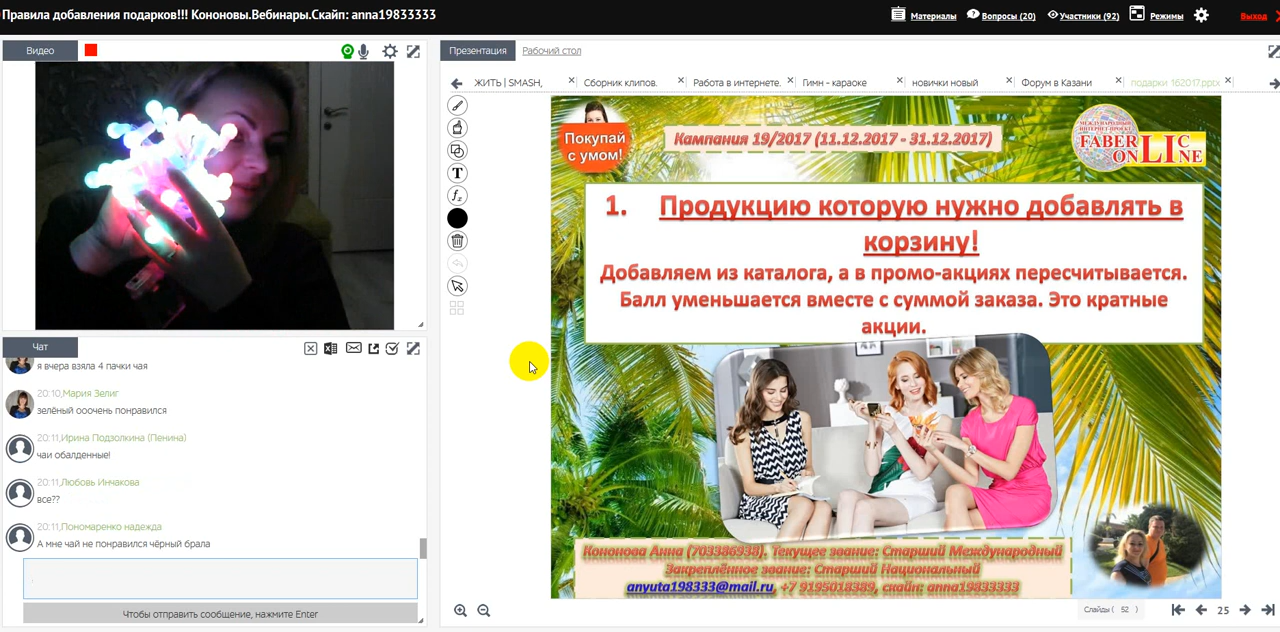 Правила добавления подарков!!! Кононовы.Вебинары.Скайп: anna19833333
Материалы Вопросы (20) Участники (92) Режимы Выход
Видео
Чат
я вчера взяла 4 пачки чая
20:10,Мария Зелиг
зелёный ооочень понравился
20:11,Ирина Подзолкина (Пенина)
чаи обалденные!
20:11,Любовь Инчакова
все??
20:11,Пономаренко надежда
А мне чай не понравился чёрный брала
Чтобы отправить сообщение, нажмите Enter
Презентация Рабочий стол
ЖИТЬ | SMASH, Сборник клипов. Работа в интернете. Гимн - караоке новички новый Форум в Казани подарки 162017.pptx
Покупай
с умом!
Кампания 19/2017 (11.12.2017 - 31.12.2017)
МЕЖДУНАРОДНЫЙ
ИНТЕРНЕТ-ПРОЕКТ
FABERLIC
ONLINE
1. Продукцию которую нужно добавлять в
корзину!
Добавляем из каталога, а в промо-акциях пересчитывается.
Балл уменьшается вместе с суммой заказа. Это кратные
акции.
Кононова Анна (703386938). Текущее звание: Старший Международный
Закреплённое звание: Старший Национальный
anyuta198333@mail.ru, +7 9195018389, скайп: anna19833333
Слайды ( 52 ) 25